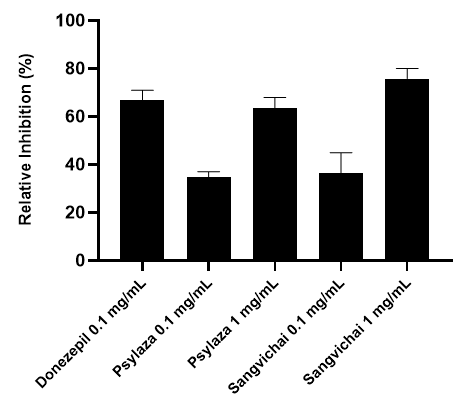 100
80
60
40
20
0
Relative Inhibition (%)
Donezepil 0.1 mg/mL
Psylaza 0.1 mg/mL
Psylaza 1 mg/mL
Sangvichai 0.1 mg/mL
Sangvichai 1 mg/mL